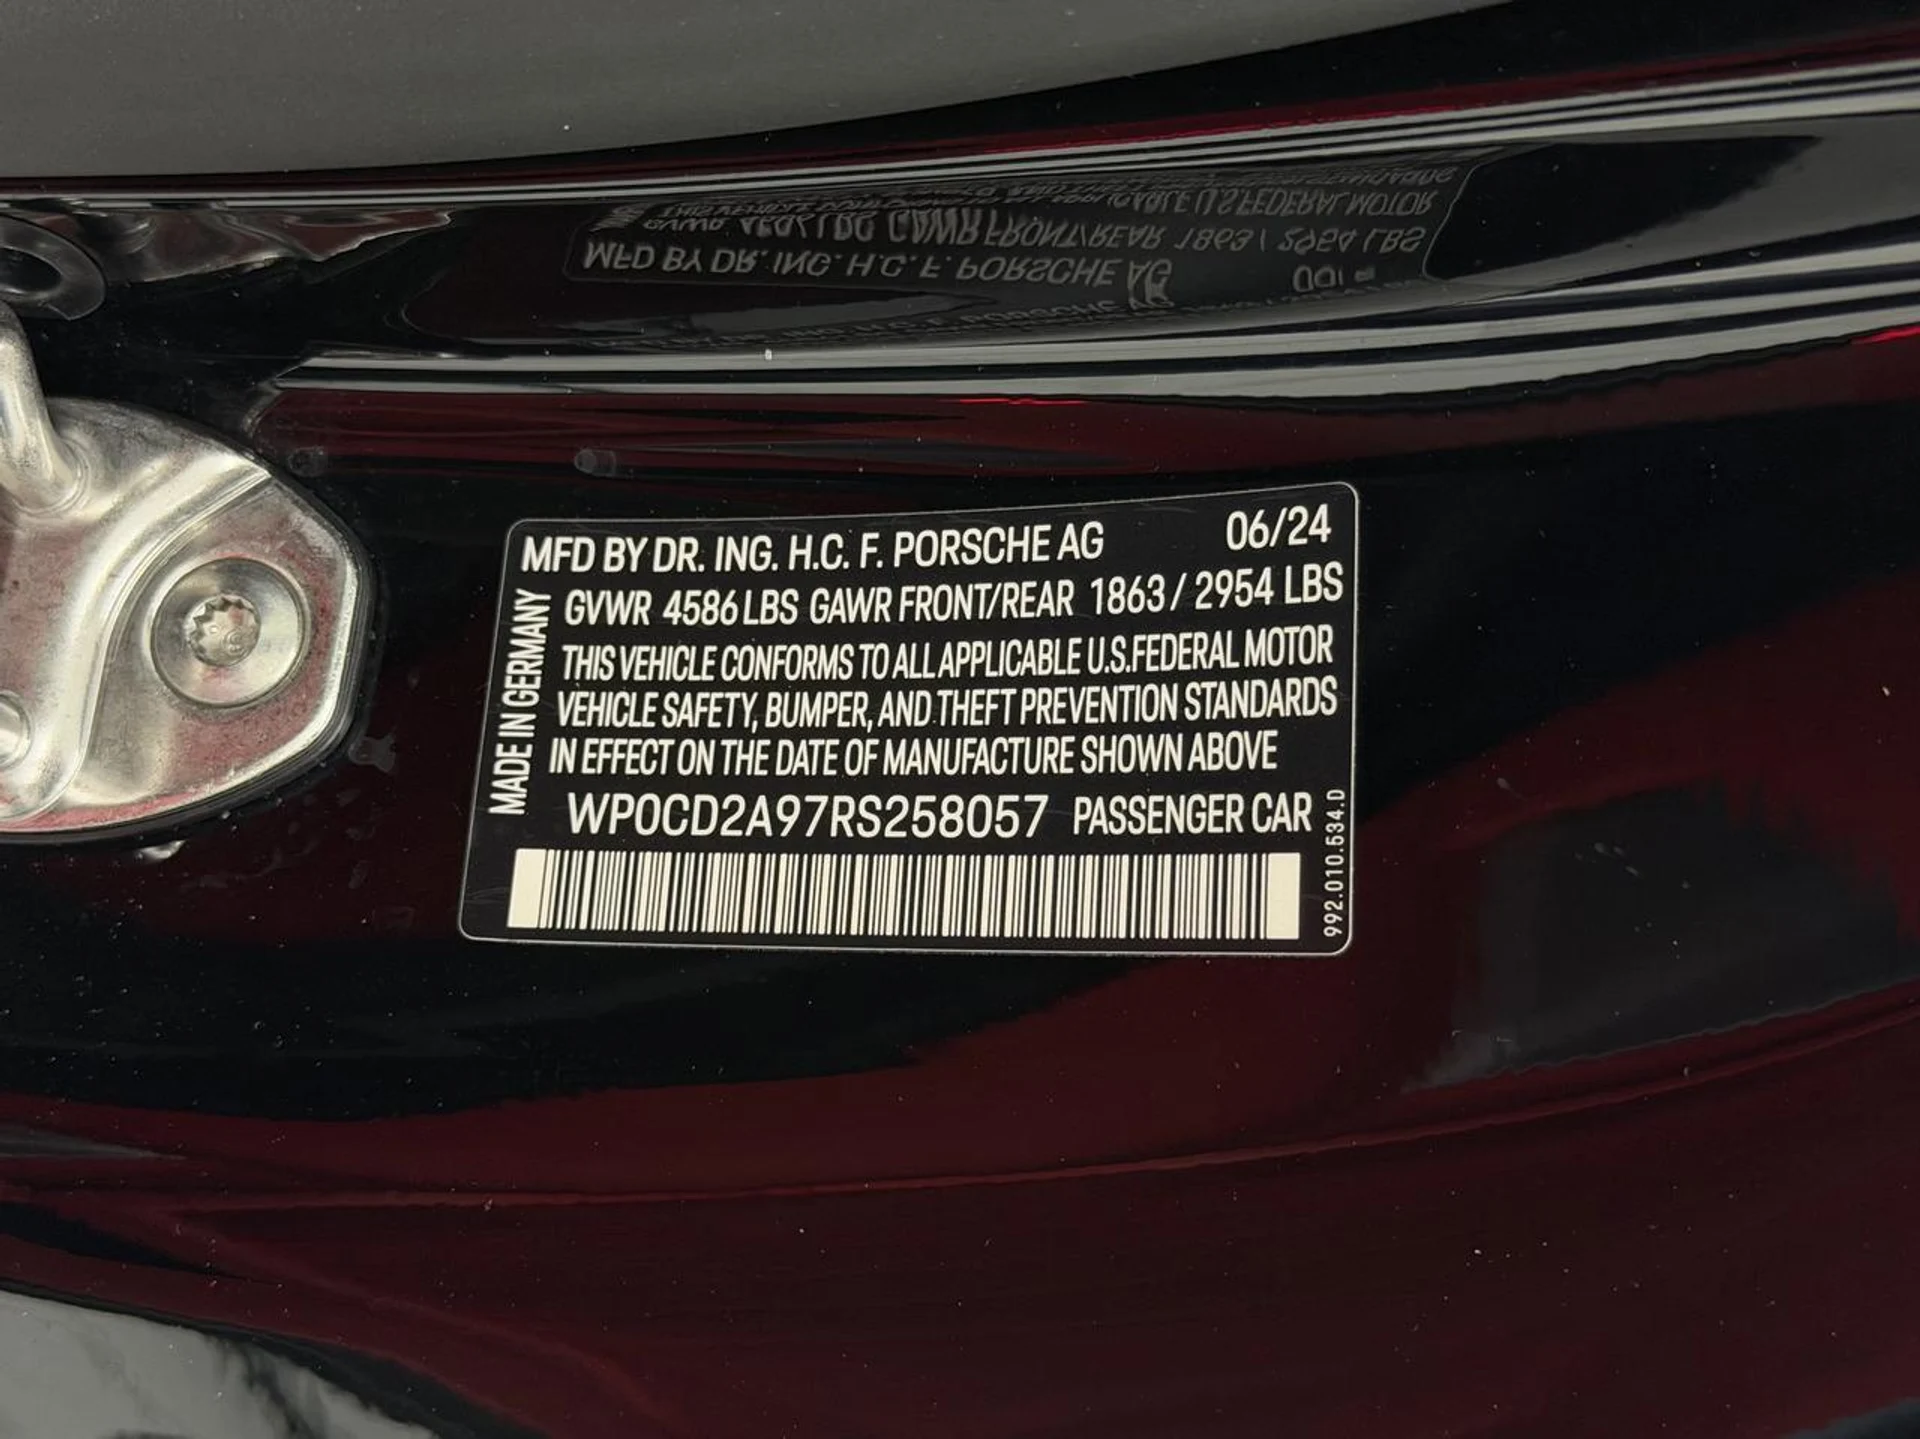 MFD BY DR. ING. H.C. F. PORSCHE AG 06/24
GVWR 4586 LBS GAWR FRONT/REAR 1863 / 2954 LBS
THIS VEHICLE CONFORMS TO ALL APPLICABLE U.S.FEDERAL MOTOR
VEHICLE SAFETY, BUMPER, AND THEFT PREVENTION STANDARDS
IN EFFECT ON THE DATE OF MANUFACTURE SHOWN ABOVE
WP0CD2A97RS258057 PASSENGER CAR
MADE IN GERMANY
992.010.534.D